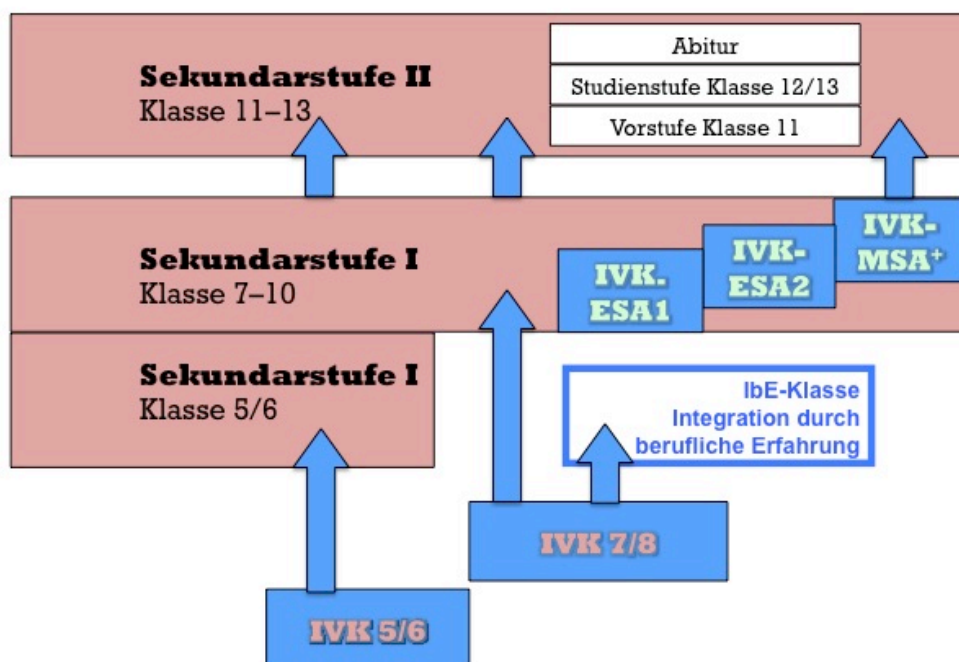 Abitur
Sekundarstufe II
Klasse 11–13
Studienstufe Klasse 12/13
Vorstufe Klasse 11
Sekundarstufe I
Klasse 7–10
IVK.
ESA1
IVK-
ESA2
IVK-
MSA⁺
Sekundarstufe I
Klasse 5/6
IbE-Klasse
Integration durch
berufliche Erfahrung
IVK 7/8
IVK 5/6